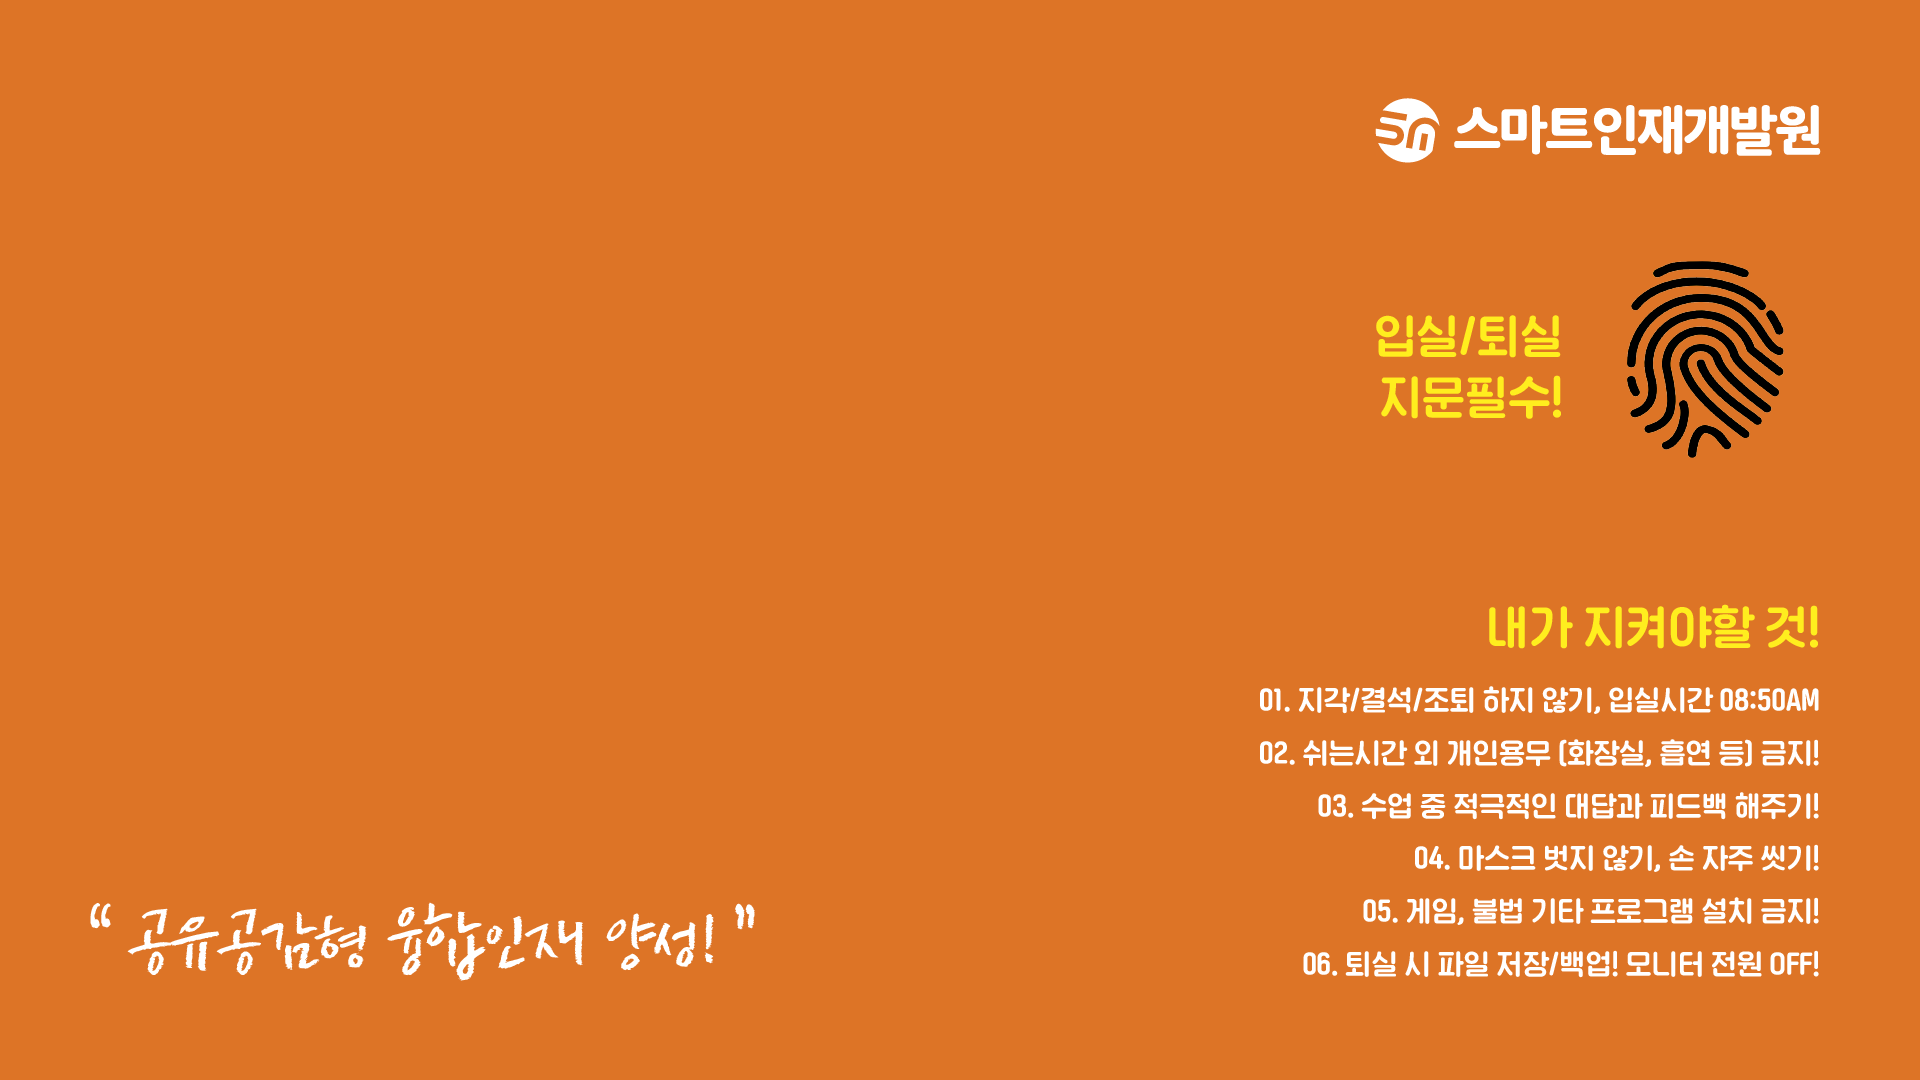 스마트인재개발원
입실/퇴실
지문필수!
내가 지켜야할 것!
01. 지각/결석/조퇴 하지 않기, 입실시간 08:50AM
02. 쉬는시간 외 개인용무 (화장실, 흡연 등) 금지!
03. 수업 중 적극적인 대답과 피드백 해주기!
04. 마스크 벗지 않기, 손 자주 씻기!
05. 게임, 불법 기타 프로그램 설치 금지!
06. 퇴실 시 파일 저장/백업! 모니터 전원 OFF!
“ 공유공감형 융합인재 양성! ”